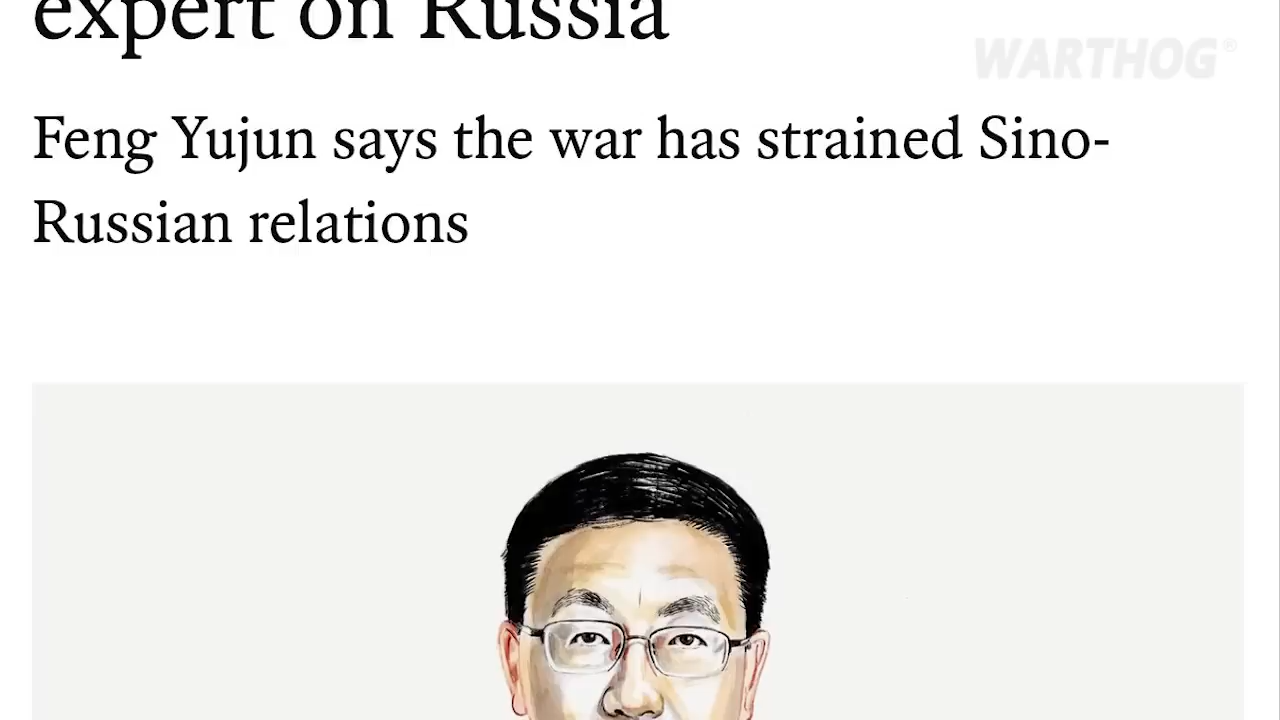 expert on Russia
WARTHOG®
Feng Yujun says the war has strained Sino-
Russian relations